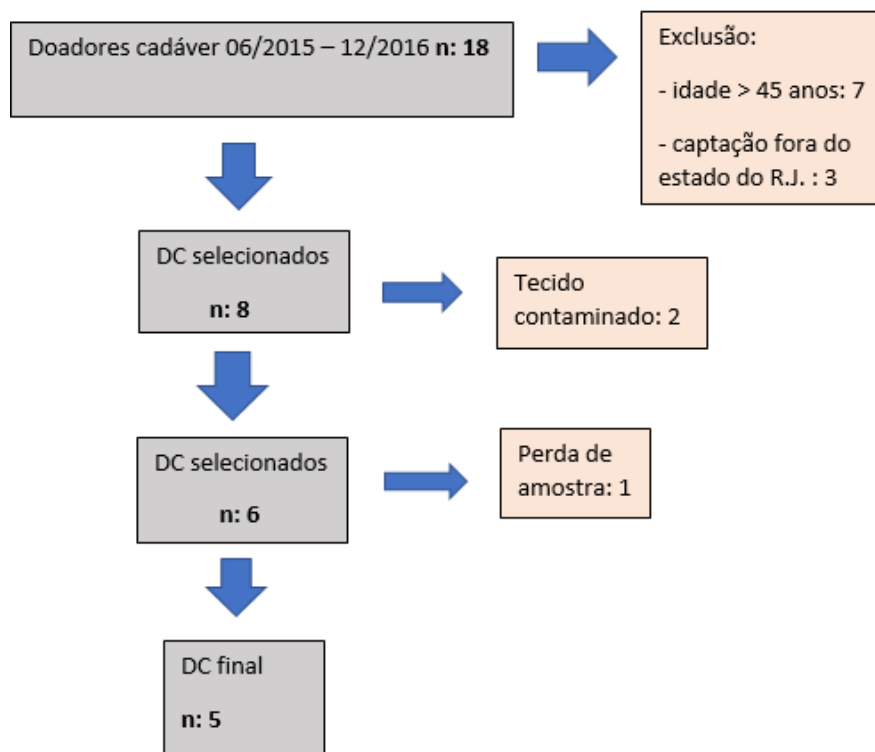 Doadores cadáver 06/2015 – 12/2016 n: 18
Exclusão:
- idade > 45 anos: 7
- captação fora do
estado do R.J. : 3
DC selecionados
n: 8
Tecido
contaminado: 2
DC selecionados
n: 6
Perda de
amostra: 1
DC final
n: 5